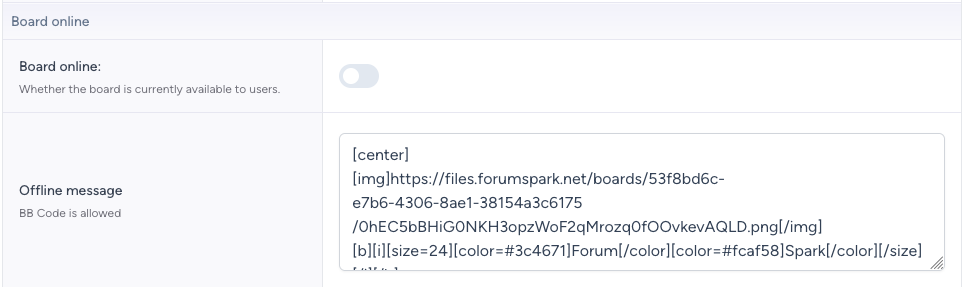 Board online
Board online:
Whether the board is currently available to users.
Offline message
BB Code is allowed
[center]
[img]https://files.forumspark.net/boards/53f8bd6c-
e7b6-4306-8ae1-38154a3c6175
/0hEC5bBHiG0NKH3opzWoF2qMrozq0fOOvkevAQLD.png[/img]
[b][i][size=24][color=#3c4671]Forum[/color][color=#fcaf58]Spark[/color][/size]